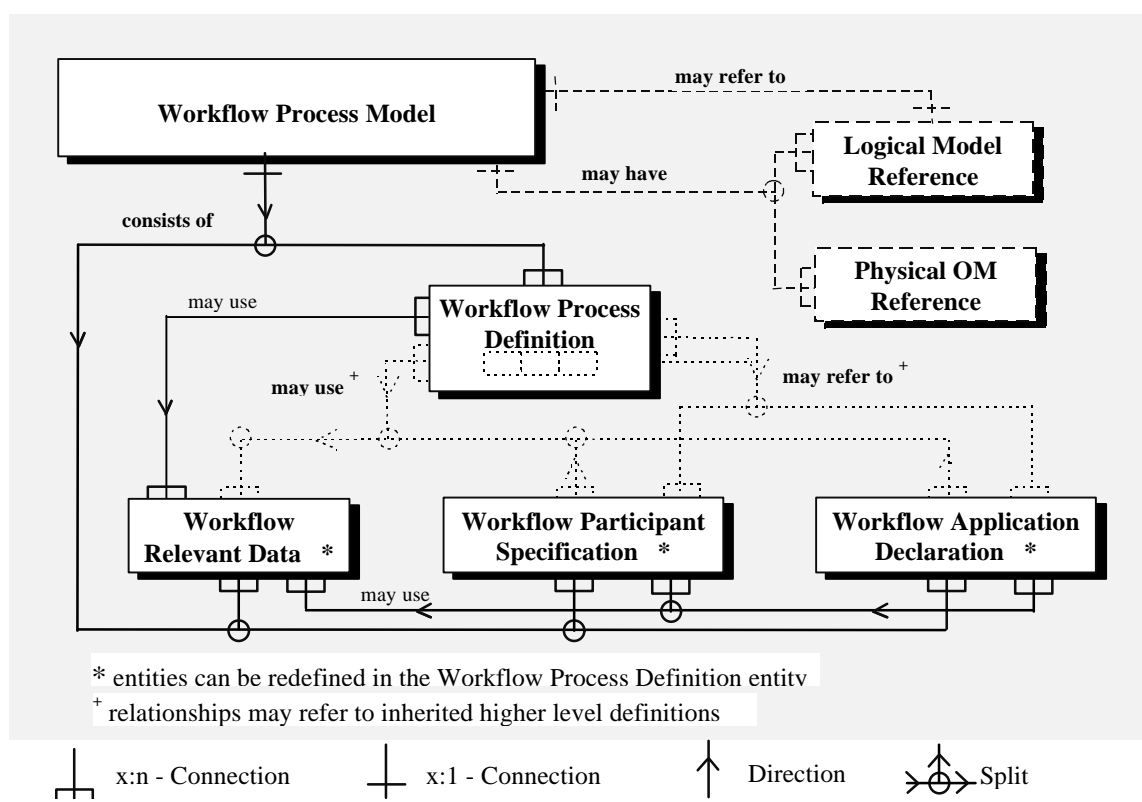 may refer to
Workflow Process Model
Logical Model
Reference
may have
consists of
Physical OM
Reference
may use
Workflow Process
Definition
may use +
may refer to +
Workflow
Relevant Data *
Workflow Participant
Specification *
Workflow Application
Declaration *
may use
* entities can be redefined in the Workflow Process Definition entity
+ relationships may refer to inherited higher level definitions
x:n - Connection
x:1 - Connection
Direction
Split